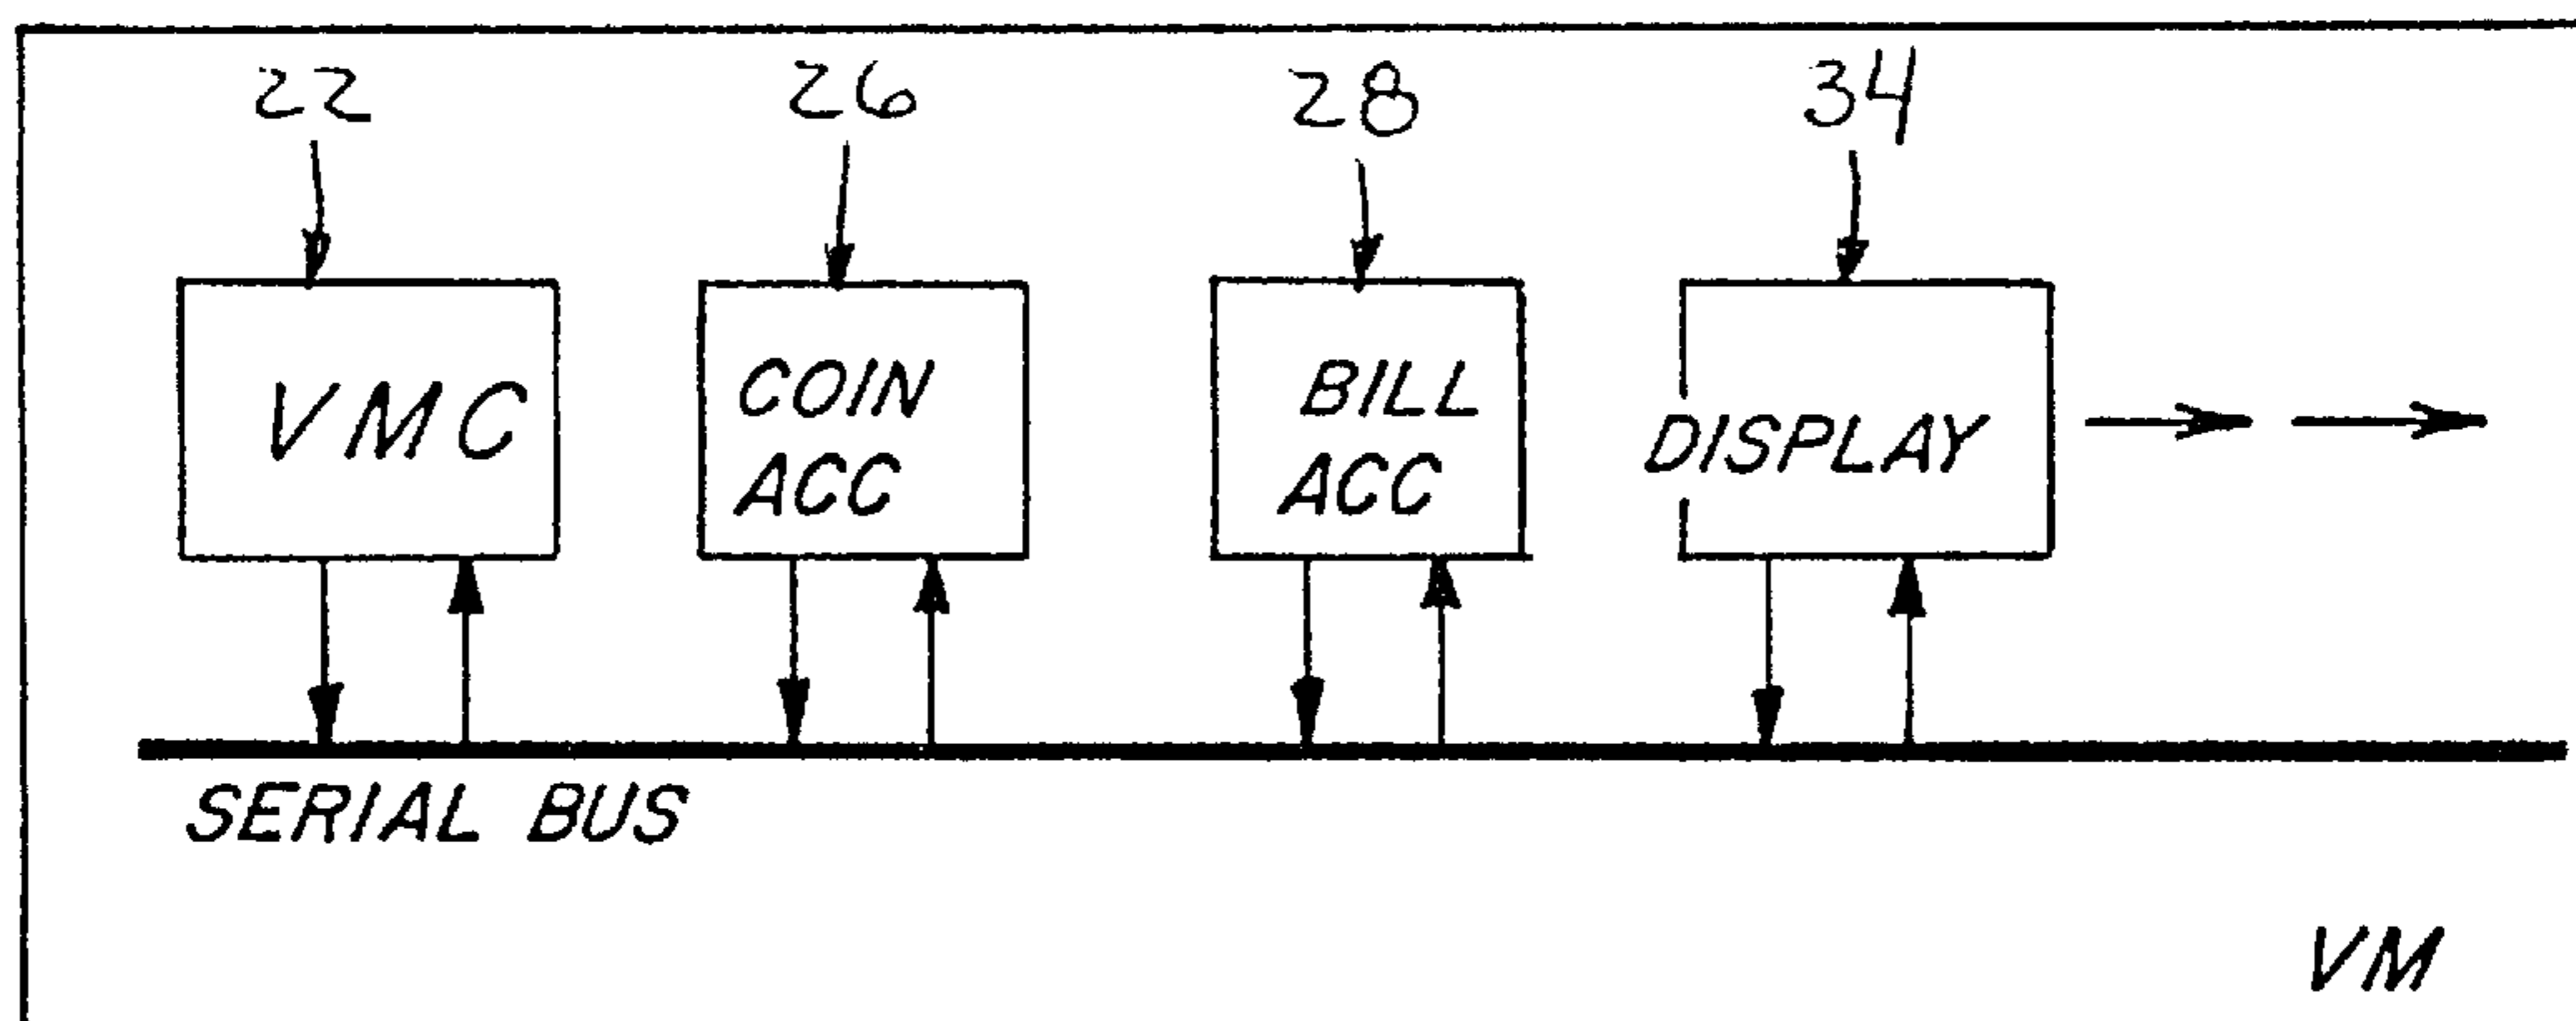 22 26 28 34
VMC
COIN
ACC
BILL
ACC
DISPLAY
SERIAL BUS
VM